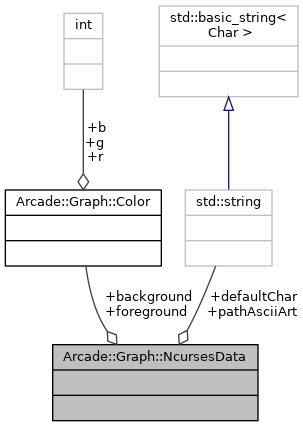 int
std::basic_string<
Char >
+b
+g
+r
Arcade::Graph::Color
std::string
+background
+foreground
+defaultChar
+pathAsciiArt
Arcade::Graph::NcursesData